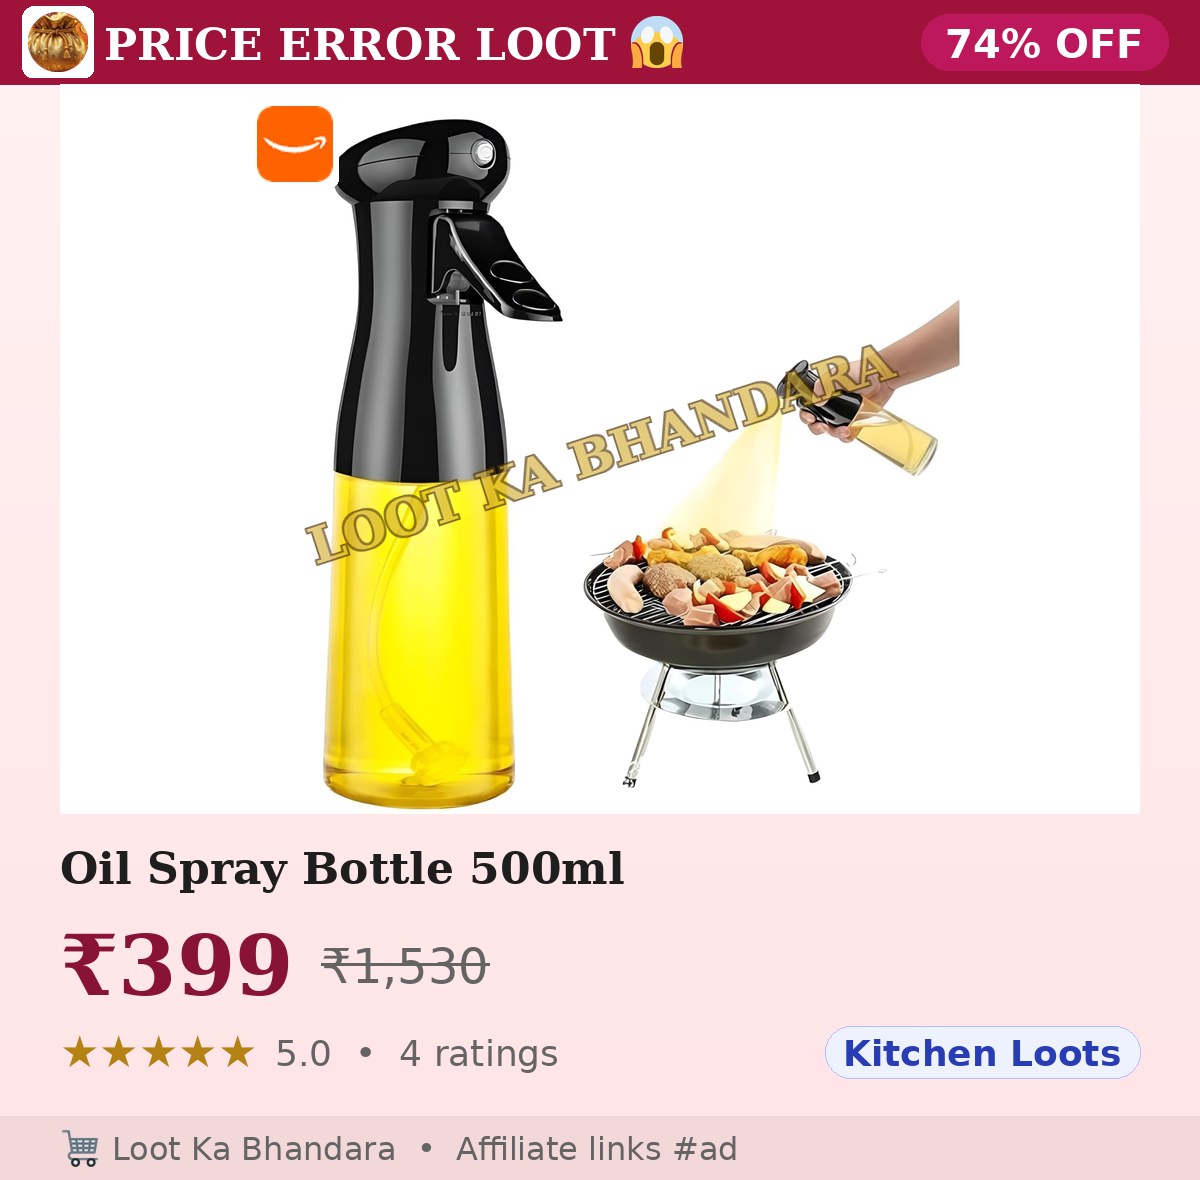 PRICE ERROR LOOT 😱
74% OFF
LOOT KA BHANDARA
Oil Spray Bottle 500ml
₹399 ₹1,530
★★★★★ 5.0 • 4 ratings
Kitchen Loots
🛒 Loot Ka Bhandara • Affiliate links #ad